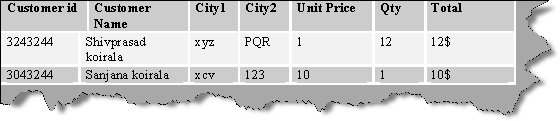 Customer id Customer Name City1 City2 Unit Price Qty Total
3243244 Shivprasad koirala xyz PQR 1 12 12$
3043244 Sanjana koirala xcv 123 10 1 10$